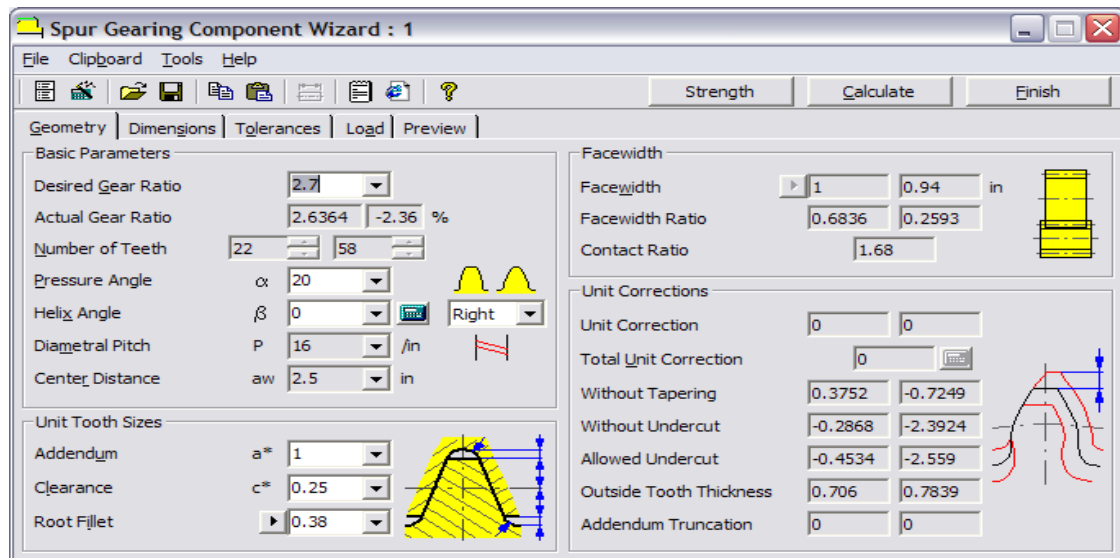 Spur Gearing Component Wizard : 1
File Clipboard Tools Help
Strength Calculate Finish
Geometry Dimensions Tolerances Load Preview
Basic Parameters
Desired Gear Ratio 2.7
Actual Gear Ratio 2.6364 -2.36 %
Number of Teeth 22 58
Pressure Angle α 20
Helix Angle β 0 Right
Diametral Pitch P 16 /in
Center Distance aw 2.5 in
Unit Tooth Sizes
Addendum a* 1
Clearance c* 0.25
Root Fillet 0.38
Facewidth
Facewidth 1 0.94 in
Facewidth Ratio 0.6836 0.2593
Contact Ratio 1.68
Unit Corrections
Unit Correction 0 0
Total Unit Correction 0
Without Tapering 0.3752 -0.7249
Without Undercut -0.2868 -2.3924
Allowed Undercut -0.4534 -2.559
Outside Tooth Thickness 0.706 0.7839
Addendum Truncation 0 0